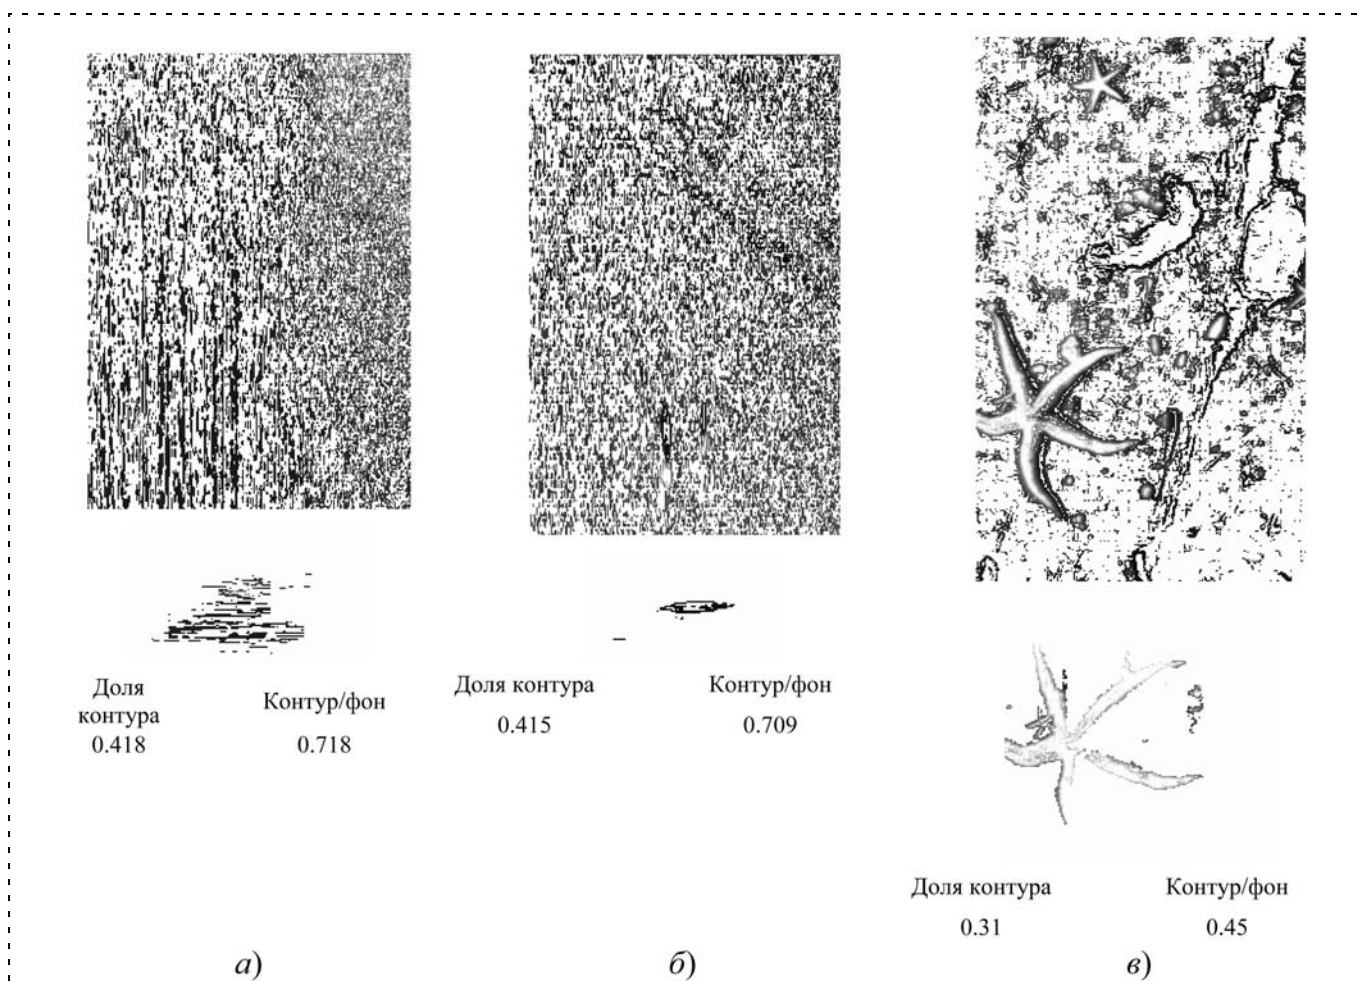 Доля
контура
Контур/фон
0.418
0.718
Доля контура
Контур/фон
0.415
0.709
Доля контура
Контур/фон
0.31
0.45
а)
б)
в)